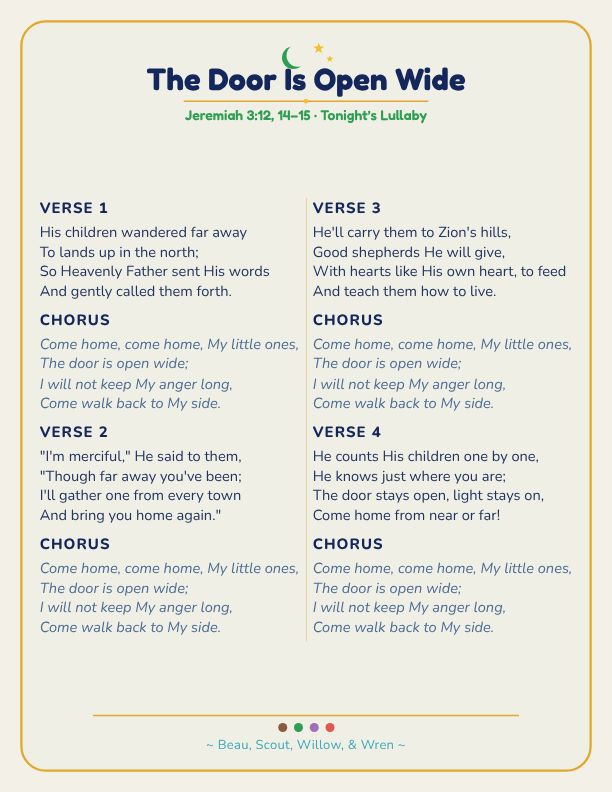 The Door Is Open Wide
Jeremiah 3:12, 14–15 · Tonight's Lullaby
VERSE 1
His children wandered far away
To lands up in the north;
So Heavenly Father sent His words
And gently called them forth.
CHORUS
Come home, come home, My little ones,
The door is open wide;
I will not keep My anger long,
Come walk back to My side.
VERSE 2
"I'm merciful," He said to them,
"Though far away you've been;
I'll gather one from every town
And bring you home again."
CHORUS
Come home, come home, My little ones,
The door is open wide;
I will not keep My anger long,
Come walk back to My side.
VERSE 3
He'll carry them to Zion's hills,
Good shepherds He will give,
With hearts like His own heart, to feed
And teach them how to live.
CHORUS
Come home, come home, My little ones,
The door is open wide;
I will not keep My anger long,
Come walk back to My side.
VERSE 4
He counts His children one by one,
He knows just where you are;
The door stays open, light stays on,
Come home from near or far!
CHORUS
Come home, come home, My little ones,
The door is open wide;
I will not keep My anger long,
Come walk back to My side.
~ Beau, Scout, Willow, & Wren ~